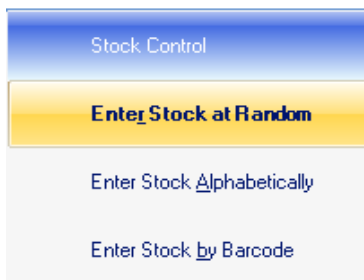 Stock Control
Enter Stock at Random
Enter Stock Alphabetically
Enter Stock by Barcode